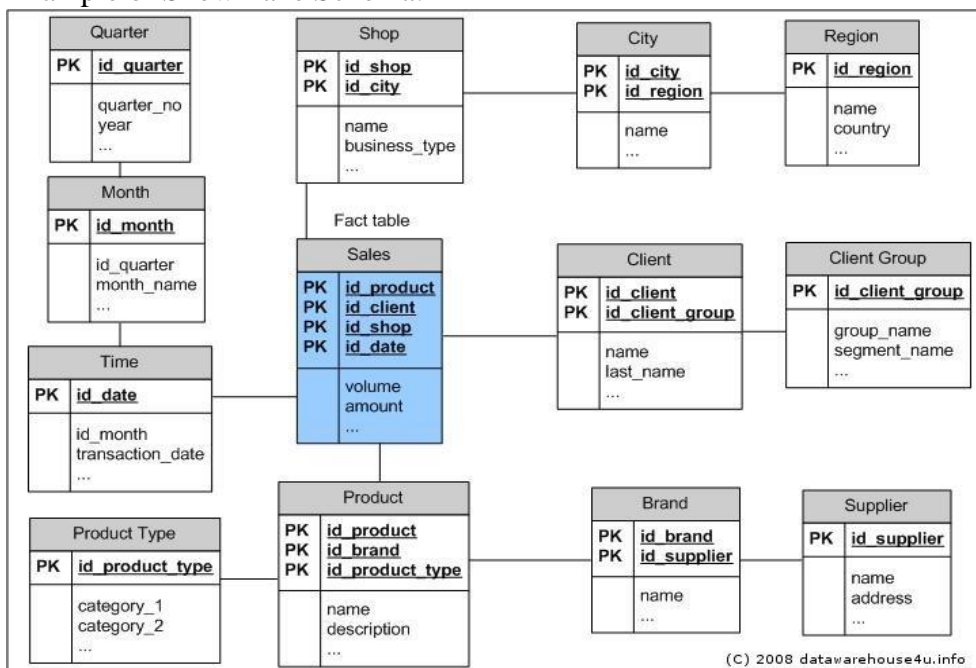 Example of Snowflake Schema:
Quarter
PK id_quarter
quarter_no
year
...
Shop
PK id_shop
PK id_city
name
business_type
...
City
PK id_city
PK id_region
name
...
Region
PK id_region
name
country
...
Month
PK id_month
id_quarter
month_name
...
Fact table
Sales
PK id_product
PK id_client
PK id_shop
PK id_date
volume
amount
...
Client
PK id_client
PK id_client_group
name
last_name
...
Client Group
PK id_client_group
group_name
segment_name
...
Time
PK id_date
id_month
transaction_date
...
Product Type
PK id_product_type
category_1
category_2
...
Product
PK id_product
PK id_brand
PK id_product_type
name
description
...
Brand
PK id_brand
PK id_supplier
name
...
Supplier
PK id_supplier
name
address
...
(C) 2008 datawarehouse4u.info